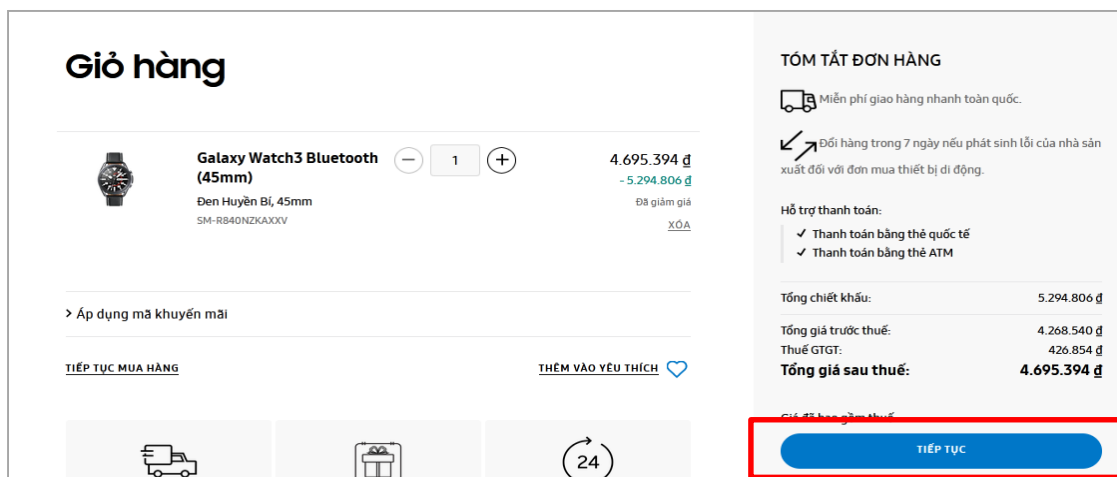 Giỏ hàng
Galaxy Watch3 Bluetooth
(45mm)
Đen Huyền Bí, 45mm
SM-R840NZKAXXV
1
4.695.394 ₫
- 5.294.806 ₫
Đã giảm giá
XÓA
Áp dụng mã khuyến mãi
TIẾP TỤC MUA HÀNG
THÊM VÀO YÊU THÍCH
24
TÓM TẮT ĐƠN HÀNG
Miễn phí giao hàng nhanh toàn quốc.
Đổi hàng trong 7 ngày nếu phát sinh lỗi của nhà sản
xuất đối với đơn mua thiết bị di động.
Hỗ trợ thanh toán:
Thanh toán bằng thẻ quốc tế
Thanh toán bằng thẻ ATM
Tổng chiết khấu: 5.294.806 ₫
Tổng giá trước thuế: 4.268.540 ₫
Thuế GTGT: 426.854 ₫
Tổng giá sau thuế: 4.695.394 ₫
Giá đã bao gồm thuế
TIẾP TỤC